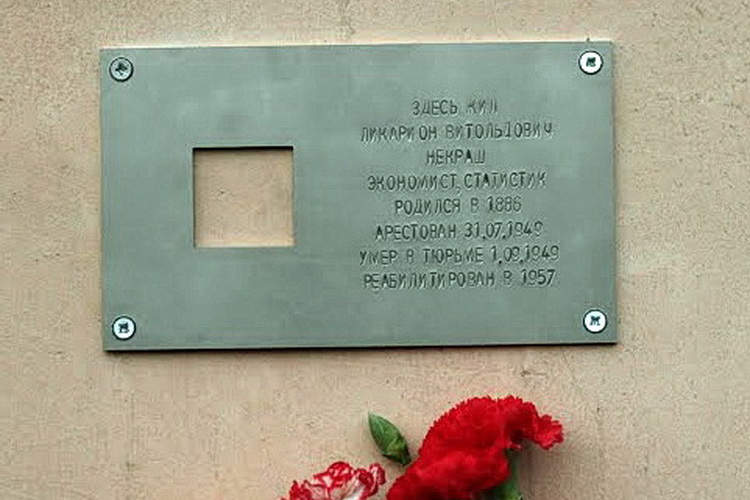 ЗДЕСЬ ЖИЛ
ЛИКАРИОН ВИТОЛЬДОВИЧ
НЕКРАШ
ЭКОНОМИСТ, СТАТИСТИК
РОДИЛСЯ В 1886
АРЕСТОВАН 31.07.1949
УМЕР В ТЮРЬМЕ 1.09.1949
РЕАБИЛИТИРОВАН В 1957